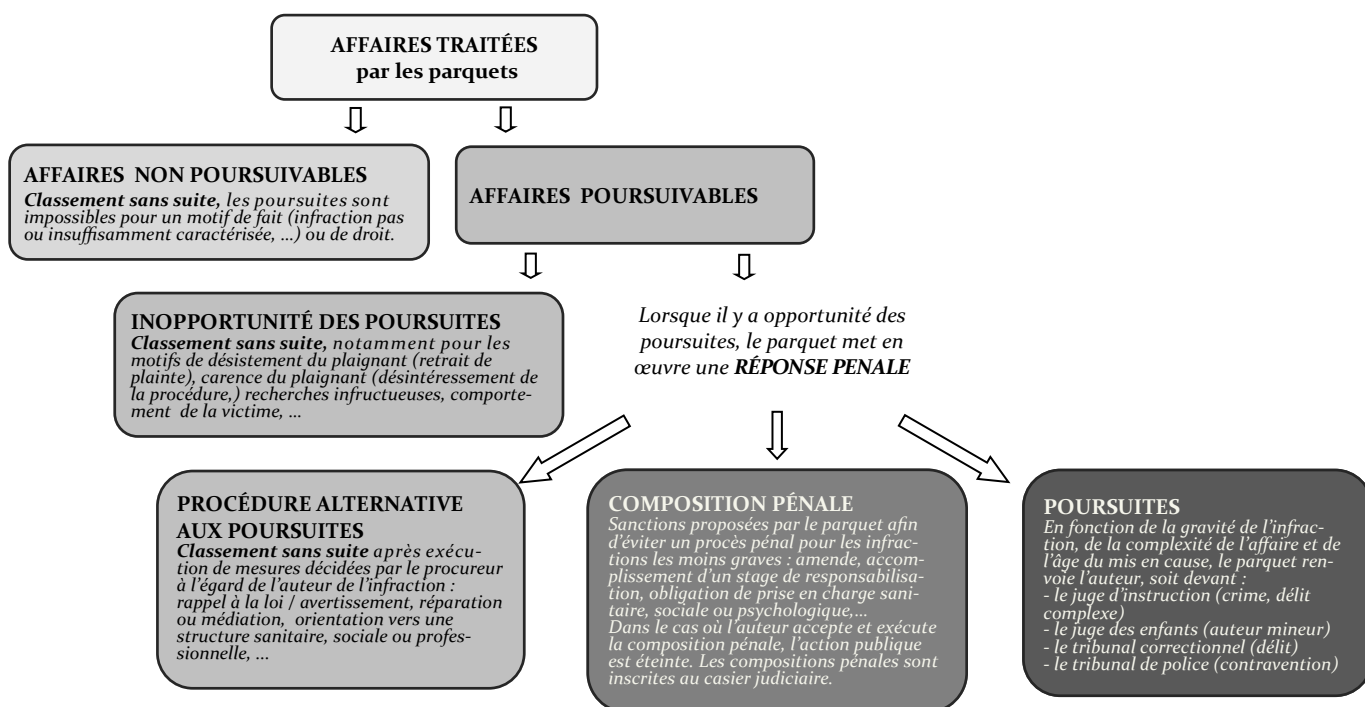 AFFAIRES TRAITÉES
par les parquets
AFFAIRES NON POURSUIVABLES
Classement sans suite, les poursuites sont
impossibles pour un motif de fait (infraction pas
ou insuffisamment caractérisée, ...) ou de droit.
AFFAIRES POURSUIVABLES
INOPPORTUNITÉ DES POURSUITES
Classement sans suite, notamment pour les
motifs de désistement du plaignant (retrait de
plainte), carence du plaignant (désintéressement de
la procédure,) recherches infructueuses, comporte-
ment de la victime, ...
Lorsque il y a opportunité des
poursuites, le parquet met en
œuvre une RÉPONSE PENALE
PROCÉDURE ALTERNATIVE
AUX POURSUITES
Classement sans suite après exécu-
tion de mesures décidées par le procureur
à l'égard de l'auteur de l'infraction :
rappel à la loi / avertissement, réparation
ou médiation, orientation vers une
structure sanitaire, sociale ou profes-
sionnelle, ...
COMPOSITION PÉNALE
Sanctions proposées par le parquet afin
d'éviter un procès pénal pour les infrac-
tions les moins graves : amende, accom-
plissement d'un stage de responsabilisa-
tion, obligation de prise en charge sani-
taire, sociale ou psychologique,...
Dans le cas où l'auteur accepte et exécute
la composition pénale, l'action publique
est éteinte. Les compositions pénales sont
inscrites au casier judiciaire.
POURSUITES
En fonction de la gravité de l'infrac-
tion, de la complexité de l'affaire et de
l'âge du mis en cause, le parquet ren-
voie l'auteur, soit devant :
- le juge d'instruction (crime, délit
complexe)
- le juge des enfants (auteur mineur)
- le tribunal correctionnel (délit)
- le tribunal de police (contravention)